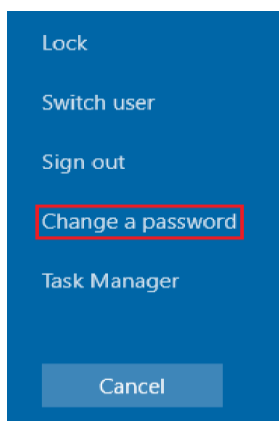 Lock
Switch user
Sign out
Change a password
Task Manager
Cancel